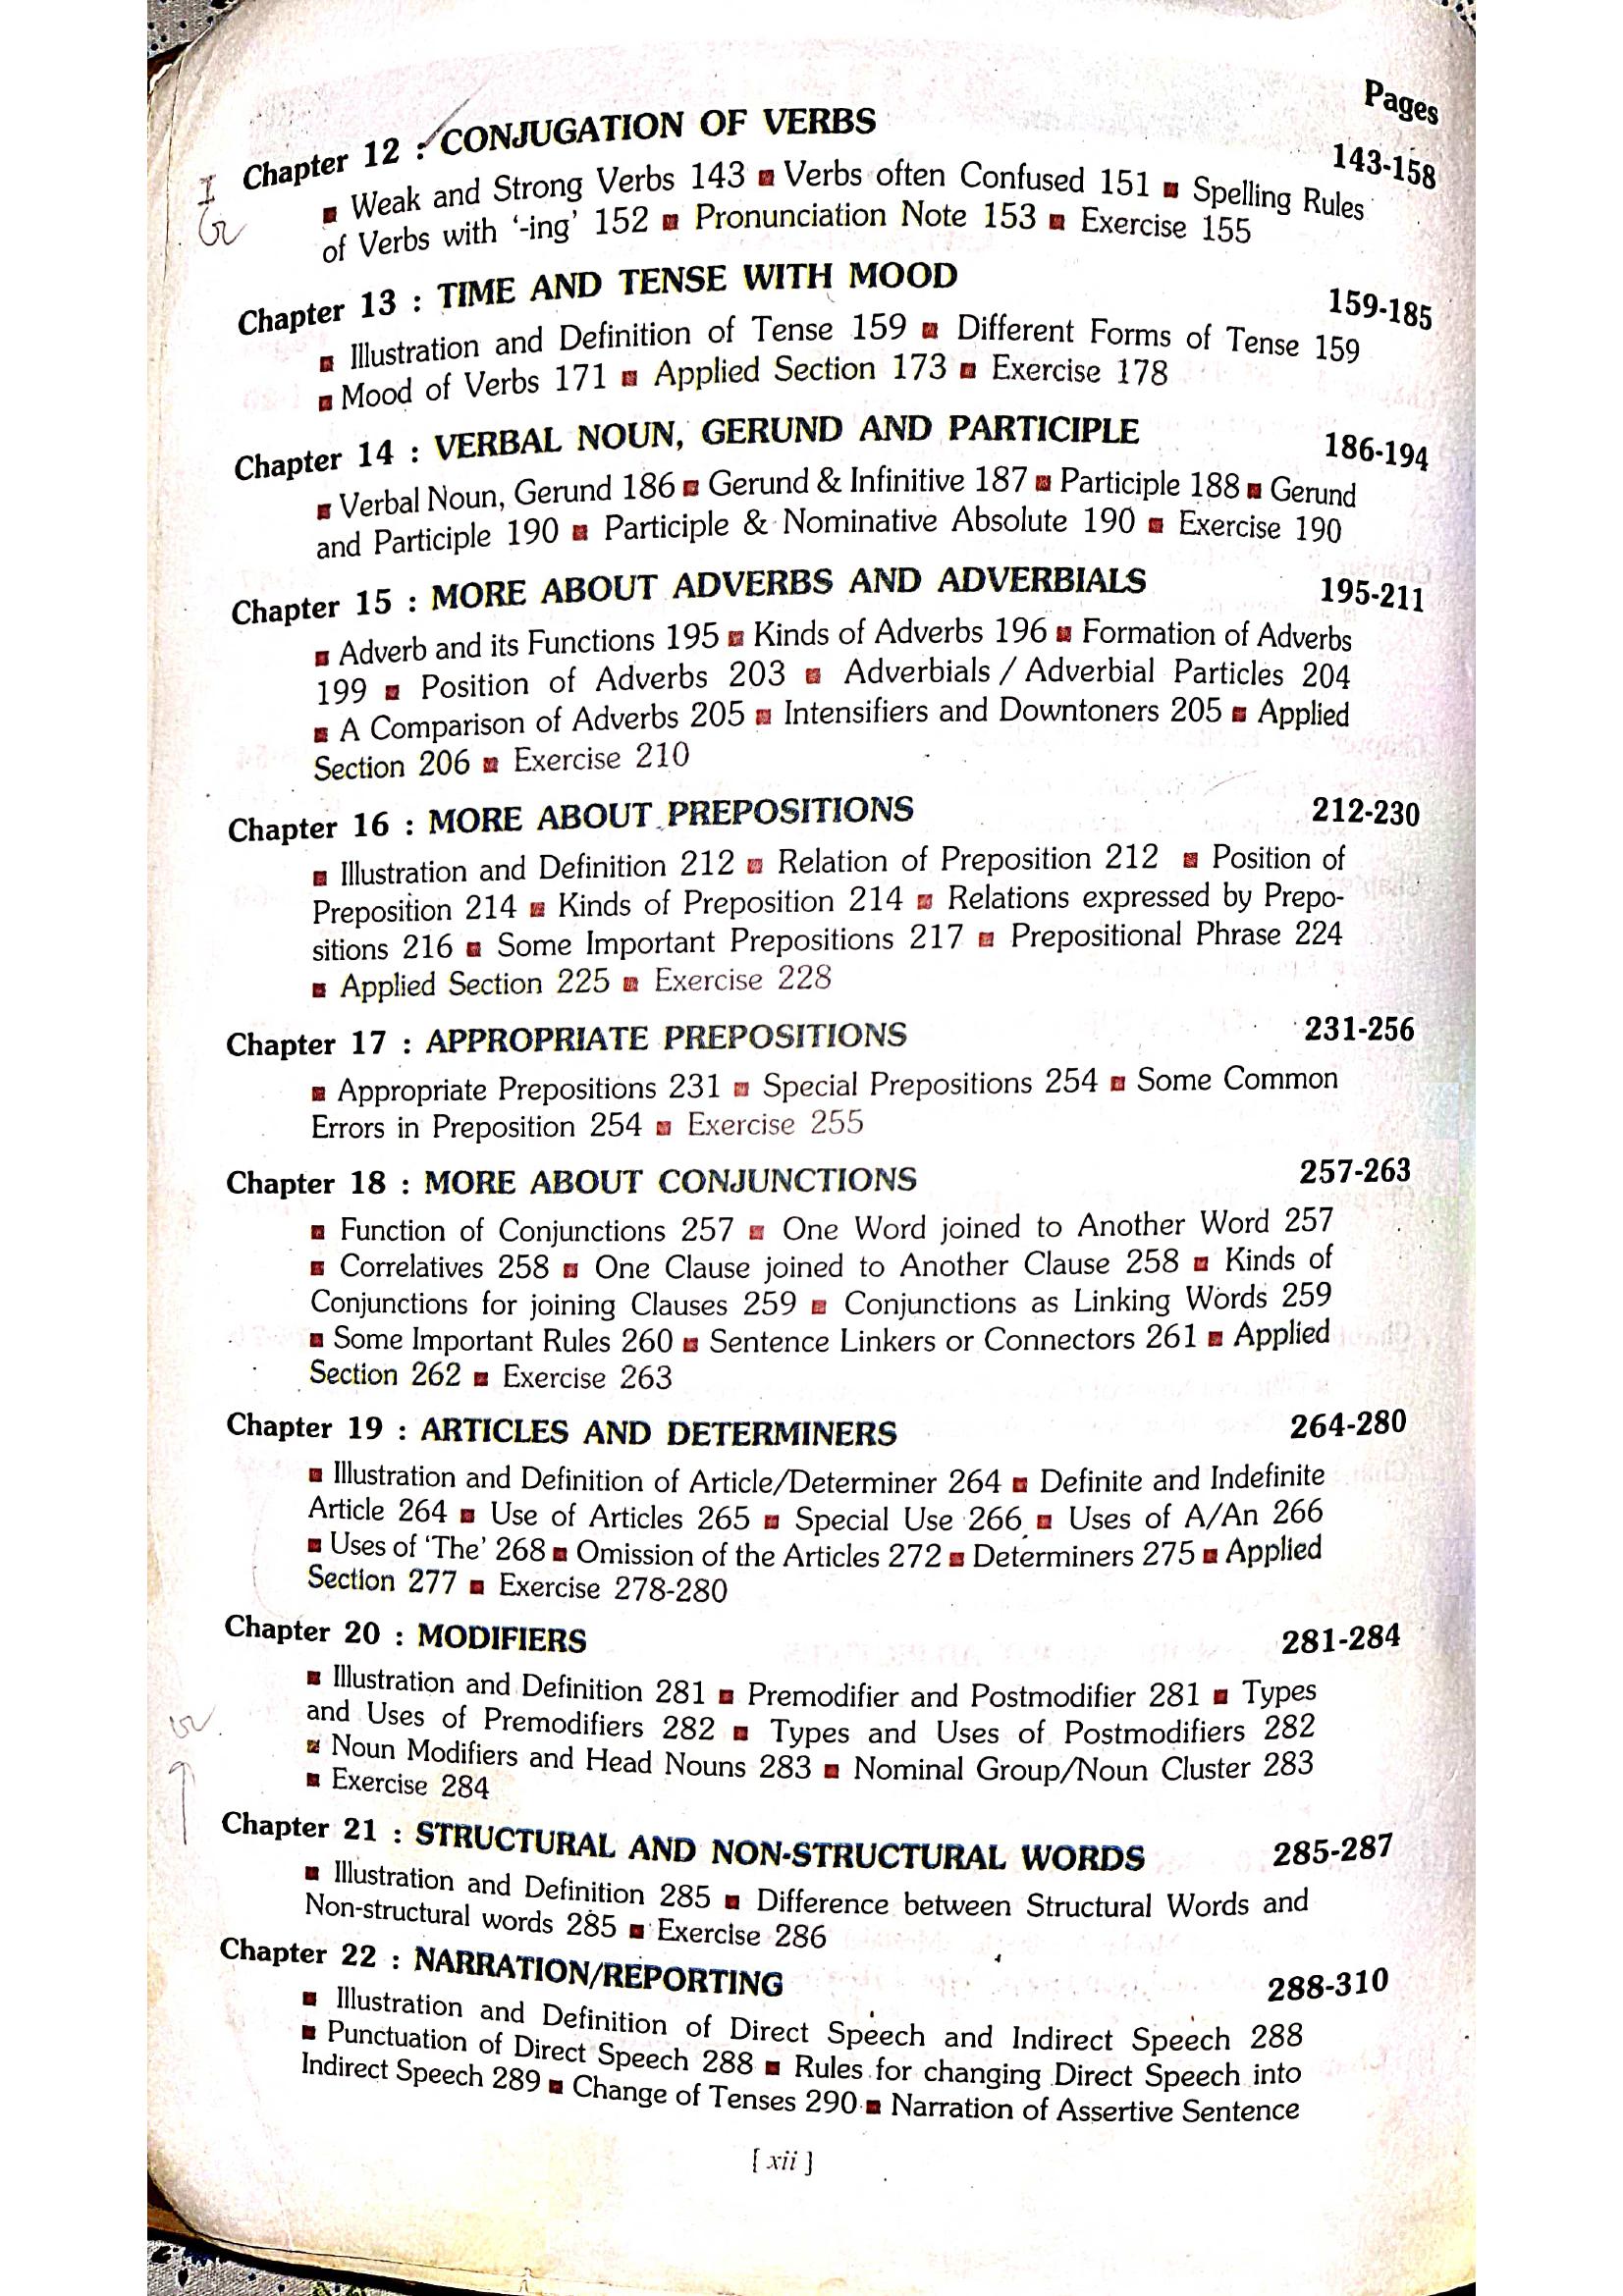 Pages
Chapter 12 : CONJUGATION OF VERBS 143-158
▪ Weak and Strong Verbs 143 ▪ Verbs often Confused 151 ▪ Spelling Rules
of Verbs with ‘-ing’ 152 ▪ Pronunciation Note 153 ▪ Exercise 155
Chapter 13 : TIME AND TENSE WITH MOOD 159-185
▪ Illustration and Definition of Tense 159 ▪ Different Forms of Tense 159
▪ Mood of Verbs 171 ▪ Applied Section 173 ▪ Exercise 178
Chapter 14 : VERBAL NOUN, GERUND AND PARTICIPLE 186-194
▪ Verbal Noun, Gerund 186 ▪ Gerund & Infinitive 187 ▪ Participle 188 ▪ Gerund
and Participle 190 ▪ Participle & Nominative Absolute 190 ▪ Exercise 190
Chapter 15 : MORE ABOUT ADVERBS AND ADVERBIALS 195-211
▪ Adverb and its Functions 195 ▪ Kinds of Adverbs 196 ▪ Formation of Adverbs
199 ▪ Position of Adverbs 203 ▪ Adverbials / Adverbial Particles 204
▪ A Comparison of Adverbs 205 ▪ Intensifiers and Downtoners 205 ▪ Applied
Section 206 ▪ Exercise 210
Chapter 16 : MORE ABOUT PREPOSITIONS 212-230
▪ Illustration and Definition 212 ▪ Relation of Preposition 212 ▪ Position of
Preposition 214 ▪ Kinds of Preposition 214 ▪ Relations expressed by Prepo-
sitions 216 ▪ Some Important Prepositions 217 ▪ Prepositional Phrase 224
▪ Applied Section 225 ▪ Exercise 228
Chapter 17 : APPROPRIATE PREPOSITIONS 231-256
▪ Appropriate Prepositions 231 ▪ Special Prepositions 254 ▪ Some Common
Errors in Preposition 254 ▪ Exercise 255
Chapter 18 : MORE ABOUT CONJUNCTIONS 257-263
▪ Function of Conjunctions 257 ▪ One Word joined to Another Word 257
▪ Correlatives 258 ▪ One Clause joined to Another Clause 258 ▪ Kinds of
Conjunctions for joining Clauses 259 ▪ Conjunctions as Linking Words 259
▪ Some Important Rules 260 ▪ Sentence Linkers or Connectors 261 ▪ Applied
Section 262 ▪ Exercise 263
Chapter 19 : ARTICLES AND DETERMINERS 264-280
▪ Illustration and Definition of Article/Determiner 264 ▪ Definite and Indefinite
Article 264 ▪ Use of Articles 265 ▪ Special Use 266 ▪ Uses of A/An 266
▪ Uses of ‘The’ 268 ▪ Omission of the Articles 272 ▪ Determiners 275 ▪ Applied
Section 277 ▪ Exercise 278-280
Chapter 20 : MODIFIERS 281-284
▪ Illustration and Definition 281 ▪ Premodifier and Postmodifier 281 ▪ Types
and Uses of Premodifiers 282 ▪ Types and Uses of Postmodifiers 282
▪ Noun Modifiers and Head Nouns 283 ▪ Nominal Group/Noun Cluster 283
▪ Exercise 284
Chapter 21 : STRUCTURAL AND NON-STRUCTURAL WORDS 285-287
▪ Illustration and Definition 285 ▪ Difference between Structural Words and
Non-structural words 285 ▪ Exercise 286
Chapter 22 : NARRATION/REPORTING 288-310
▪ Illustration and Definition of Direct Speech and Indirect Speech 288
▪ Punctuation of Direct Speech 288 ▪ Rules for changing Direct Speech into
Indirect Speech 289 ▪ Change of Tenses 290 ▪ Narration of Assertive Sentence
[ xii ]